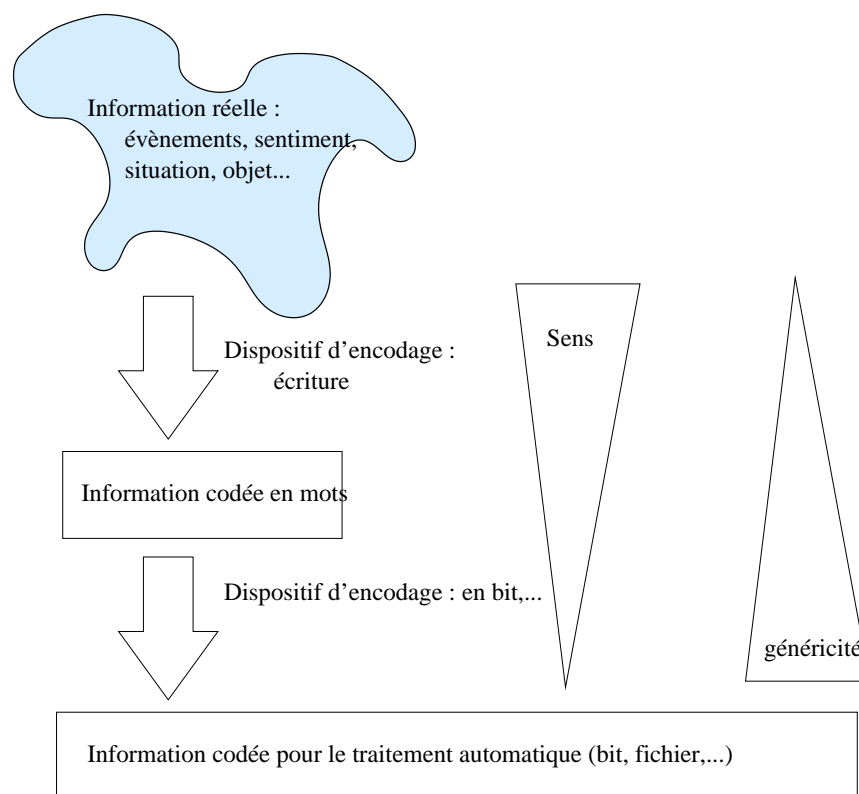 Information réelle :
évènements, sentiment,
situation, objet...
Dispositif d'encodage :
écriture
Sens
Information codée en mots
Dispositif d'encodage : en bit,...
généricité
Information codée pour le traitement automatique (bit, fichier,...)